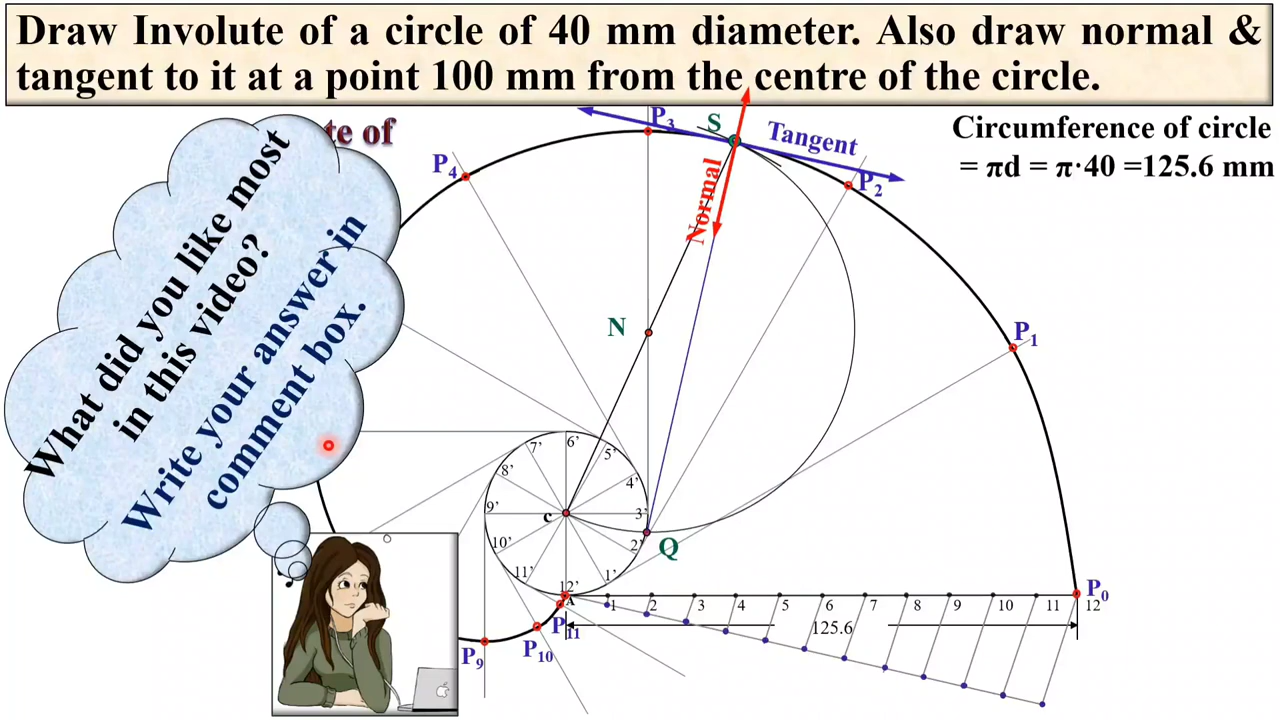 Draw Involute of a circle of 40 mm diameter. Also draw normal &
tangent to it at a point 100 mm from the centre of the circle.
te of
Circumference of circle
= πd = π·40 =125.6 mm
What did you like most
in this video?
Write your answer in
comment box.
P₃
S
Tangent
P₄
P₂
Normal
N
P₁
6’
7’
5’
8’
4’
9’
c
3’
10’
2’
Q
11’
1’
12’
A
1
2
3
4
5
6
7
8
9
10
11
12
P₀
125.6
P₁₁
P₁₀
P₉